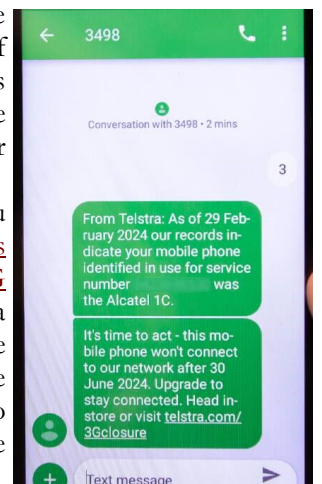 3498
Conversation with 3498 • 2 mins
3
From Telstra: As of 29 Feb-
ruary 2024 our records in-
dicate your mobile phone
identified in use for service
number was
the Alcatel 1C.
It's time to act - this mo-
bile phone won't connect
to our network after 30
June 2024. Upgrade to
stay connected. Head in-
store or visit telstra.com/
3Gclosure
Text message